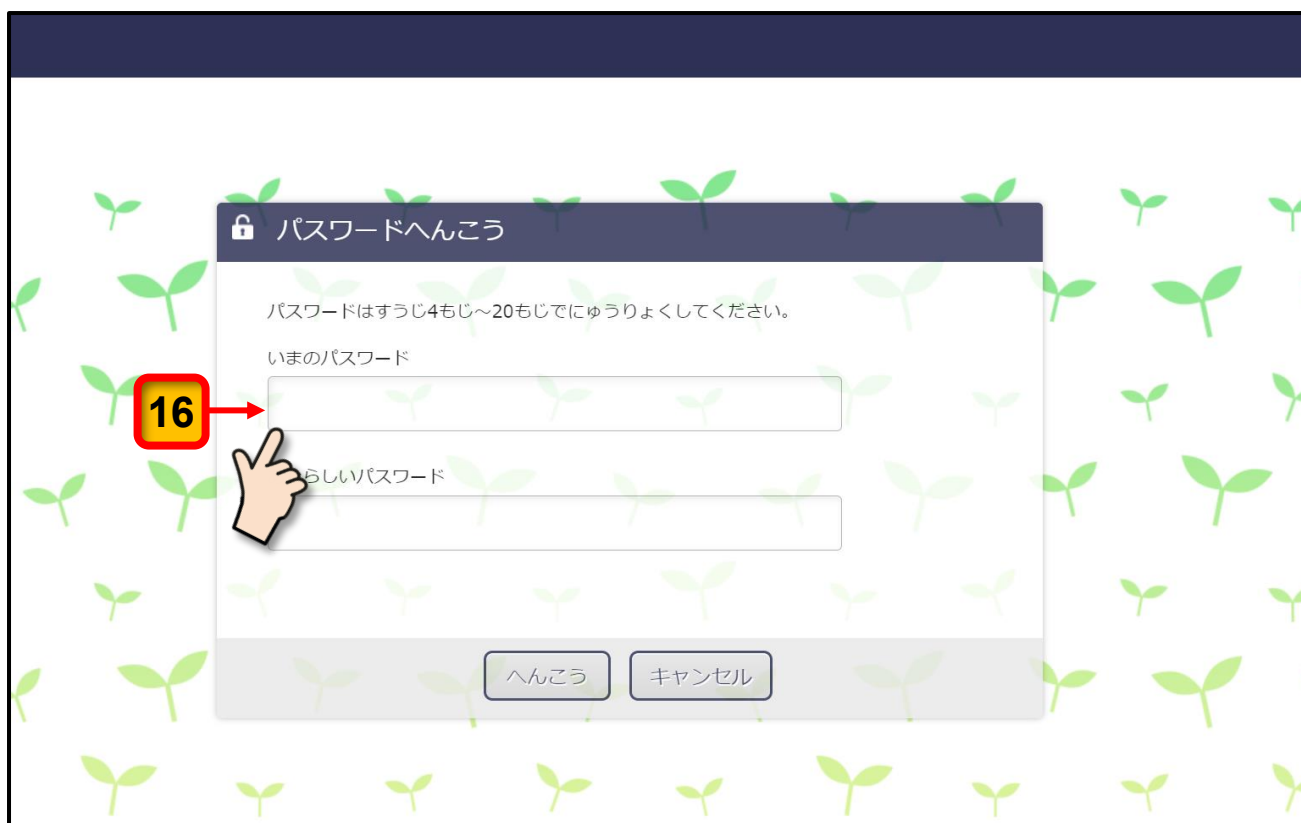 パスワードへんこう
パスワードはすうじ4もじ~20もじでにゅうりょくしてください。
いまのパスワード
16
らしいパスワード
へんこう
キャンセル